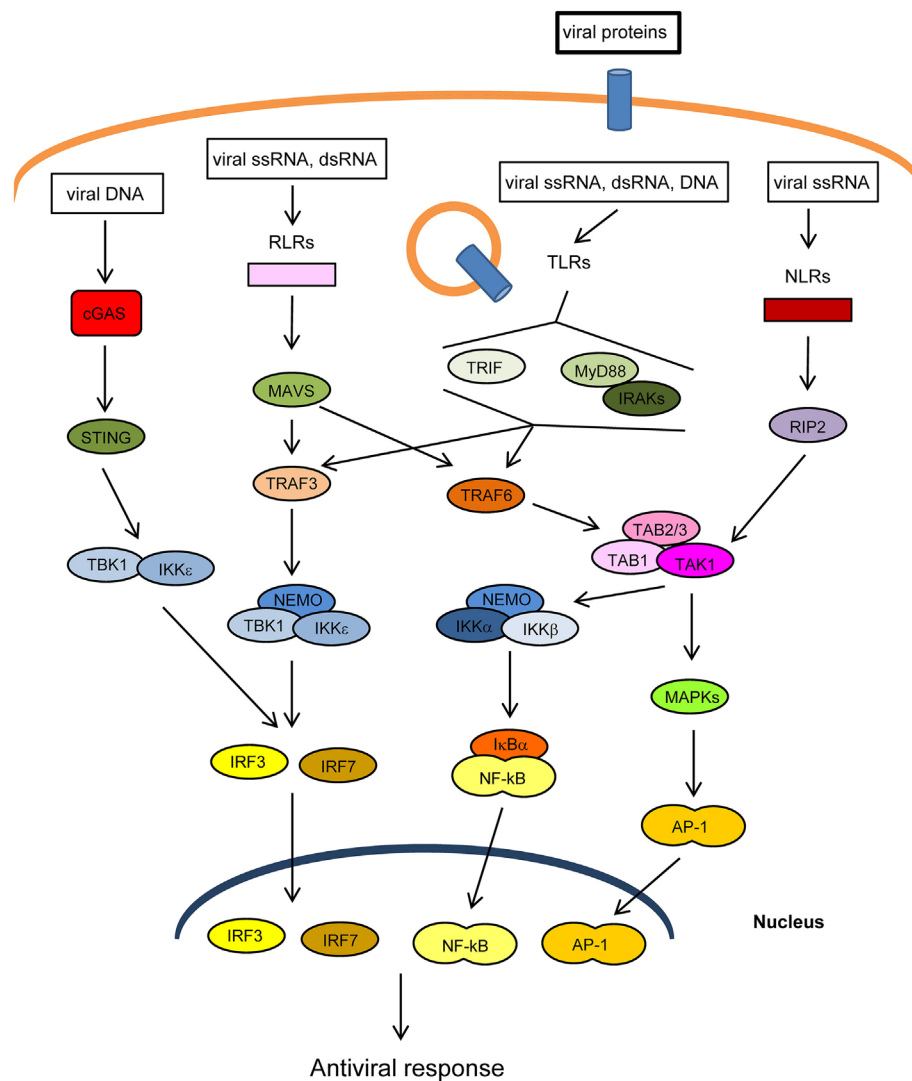 viral proteins
viral ssRNA, dsRNA
viral DNA
viral ssRNA, dsRNA, DNA
viral ssRNA
RLRs
TLRs
NLRs
cGAS
TRIF
MyD88
IRAKs
MAVS
STING
RIP2
TRAF3
TRAF6
TAB2/3
TAB1
TAK1
TBK1
IKKε
NEMO
TBK1
IKKε
NEMO
IKKα
IKKβ
MAPKs
IκBα
NF-kB
IRF3
IRF7
AP-1
Nucleus
IRF3
IRF7
NF-kB
AP-1
Antiviral response